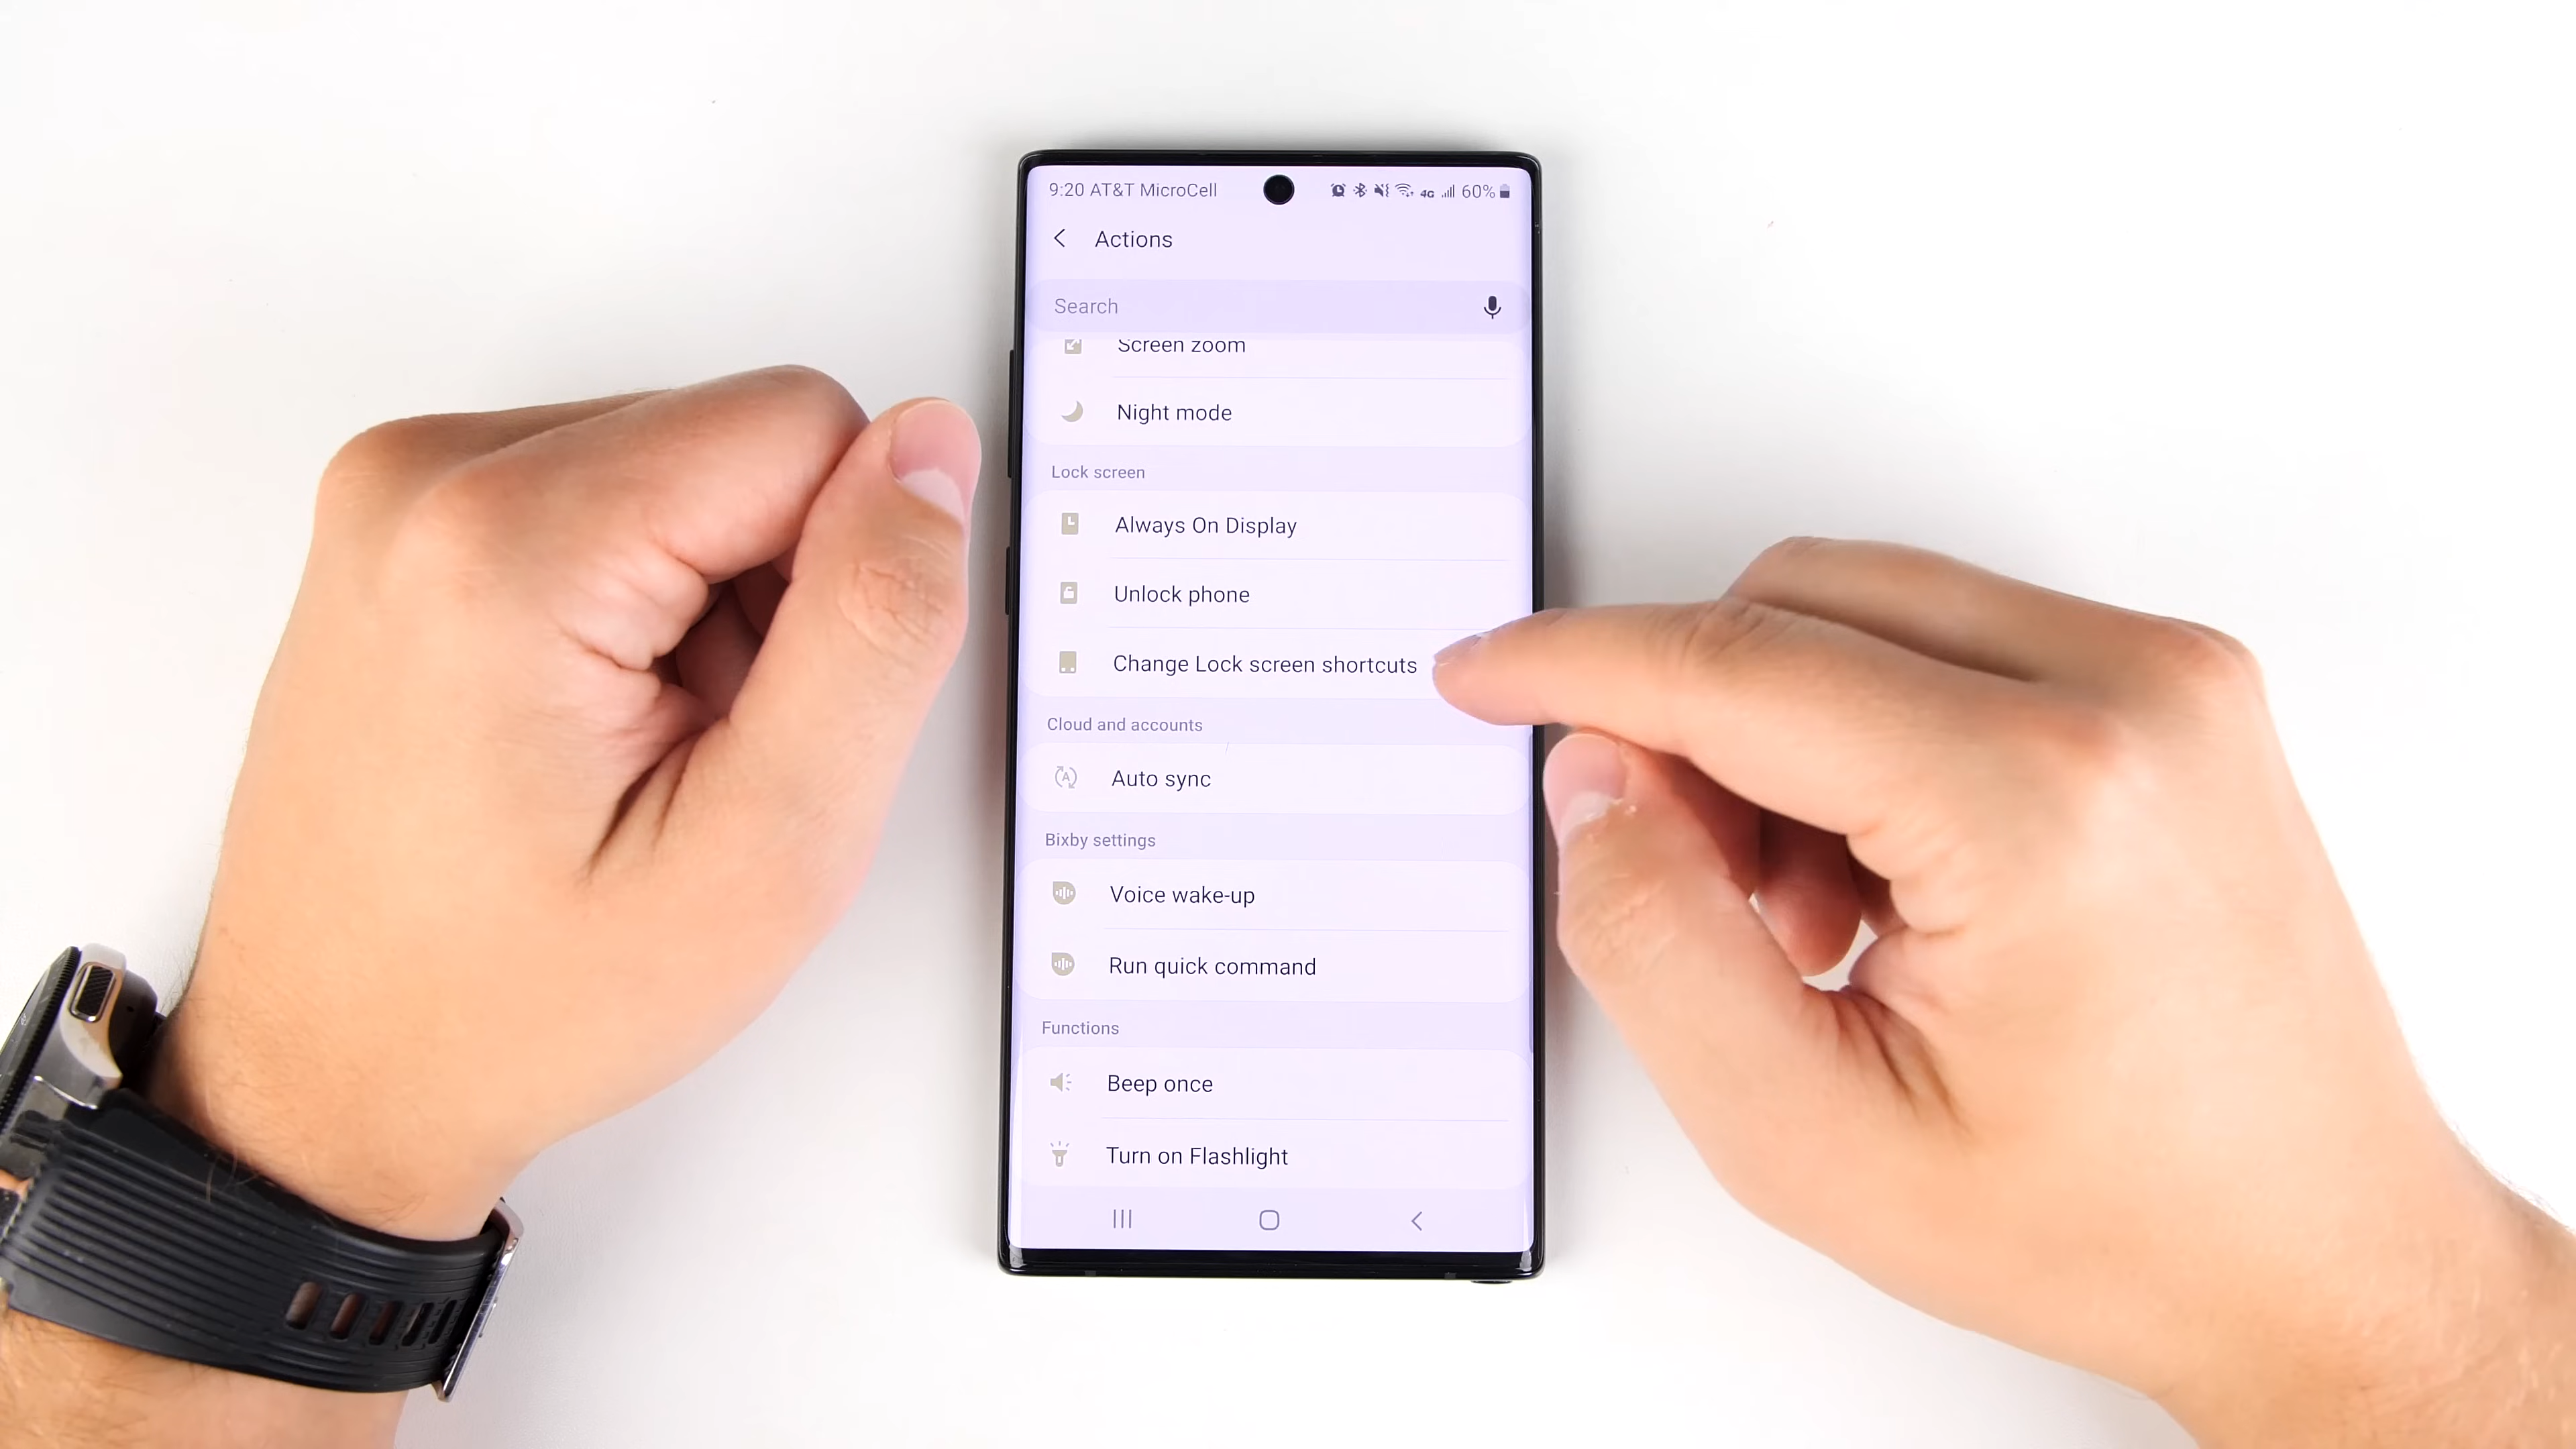 9:20 AT&T MicroCell 4G 60%
Actions
Search
Screen zoom
Night mode
Lock screen
Always On Display
Unlock phone
Change Lock screen shortcuts
Cloud and accounts
Auto sync
Bixby settings
Voice wake-up
Run quick command
Functions
Beep once
Turn on Flashlight